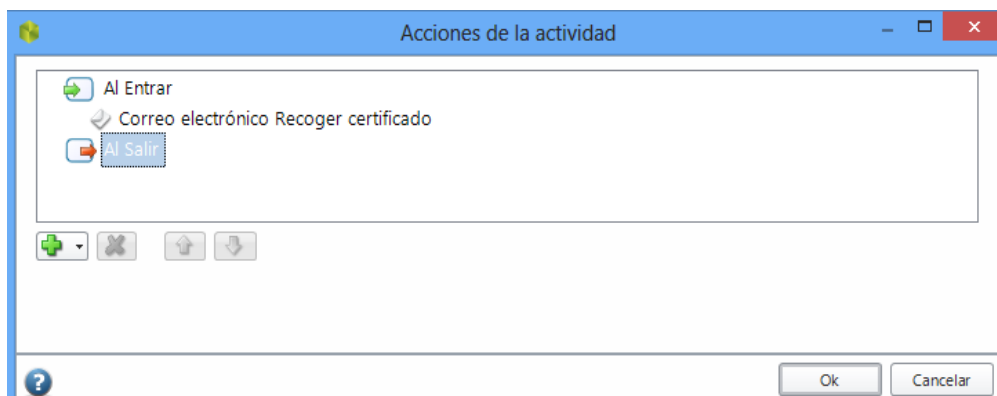 Acciones de la actividad
Al Entrar
Correo electrónico Recoger certificado
Al Salir
Ok
Cancelar